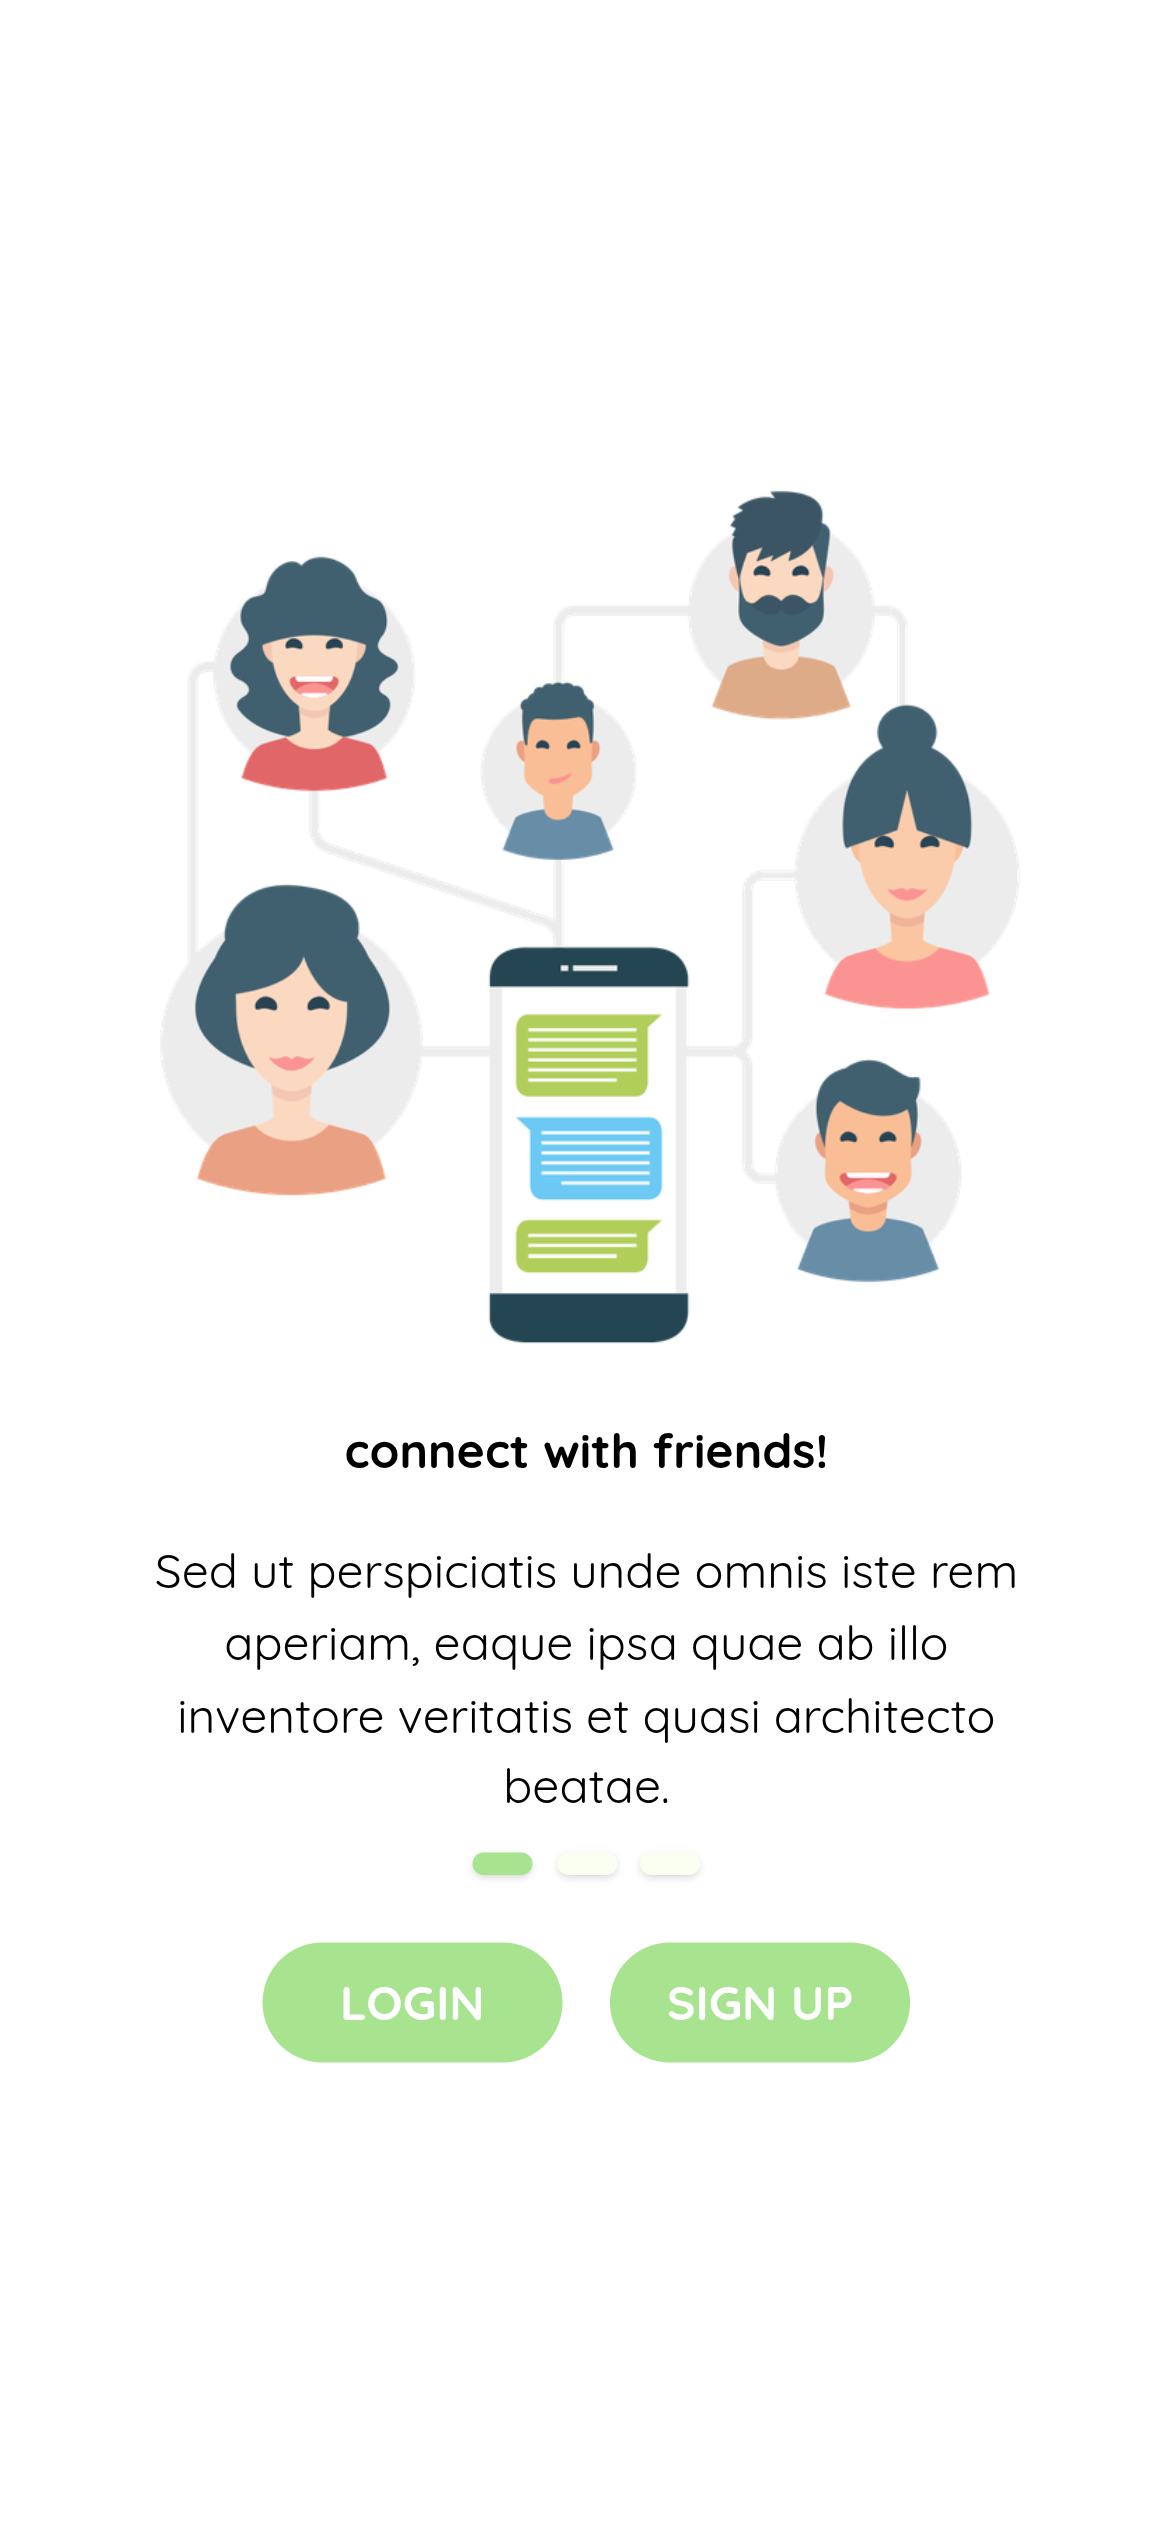 connect with friends!
Sed ut perspiciatis unde omnis iste rem
aperiam, eaque ipsa quae ab illo
inventore veritatis et quasi architecto
beatae.
LOGIN
SIGN UP